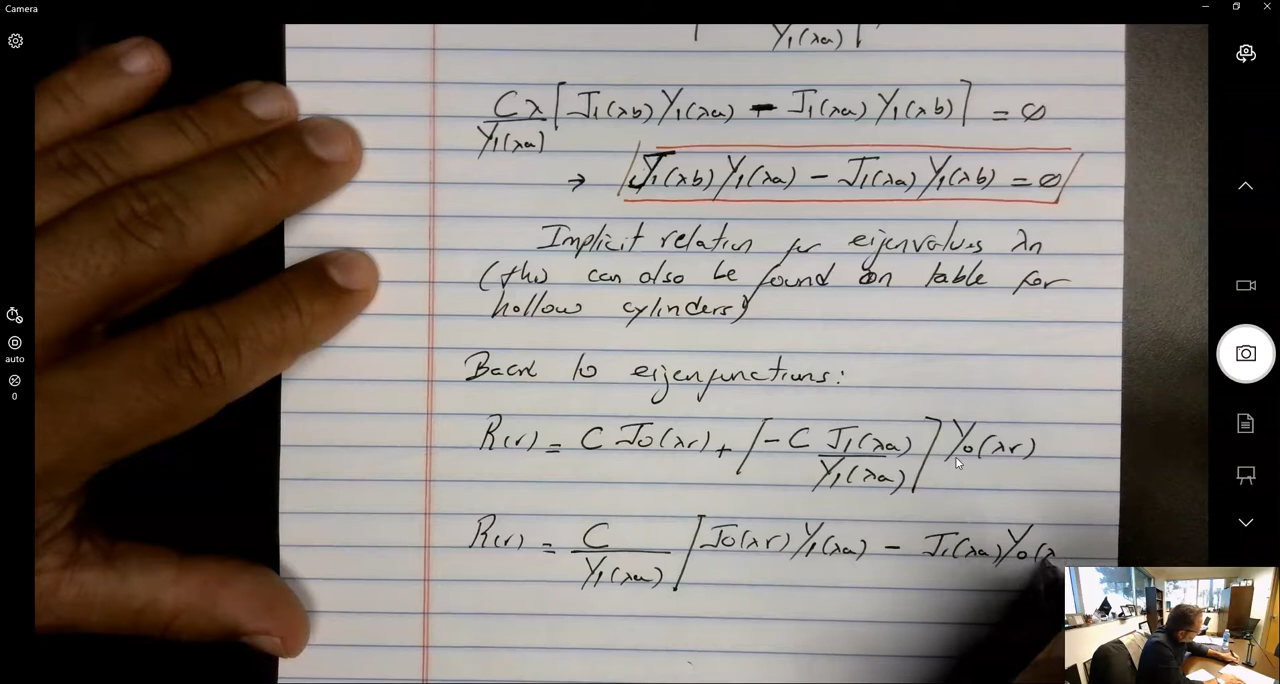 Camera
Y₁(λa)
Cλ/Y₁(λa) [J₁(λb) Y₁(λa) - J₁(λa) Y₁(λb)] = ∅
→ J₁(λb) Y₁(λa) - J₁(λa) Y₁(λb) = ∅
Implicit relation for eigenvalues λn
(this can also be found on table for
hollow cylinders)
Back to eigenfunctions:
R(r) = C J₀(λr) + [-C J₁(λa)/Y₁(λa)] Y₀(λr)
R(r) = C/Y₁(λa) [J₀(λr) Y₁(λa) - J₁(λa) Y₀(λ
auto
0